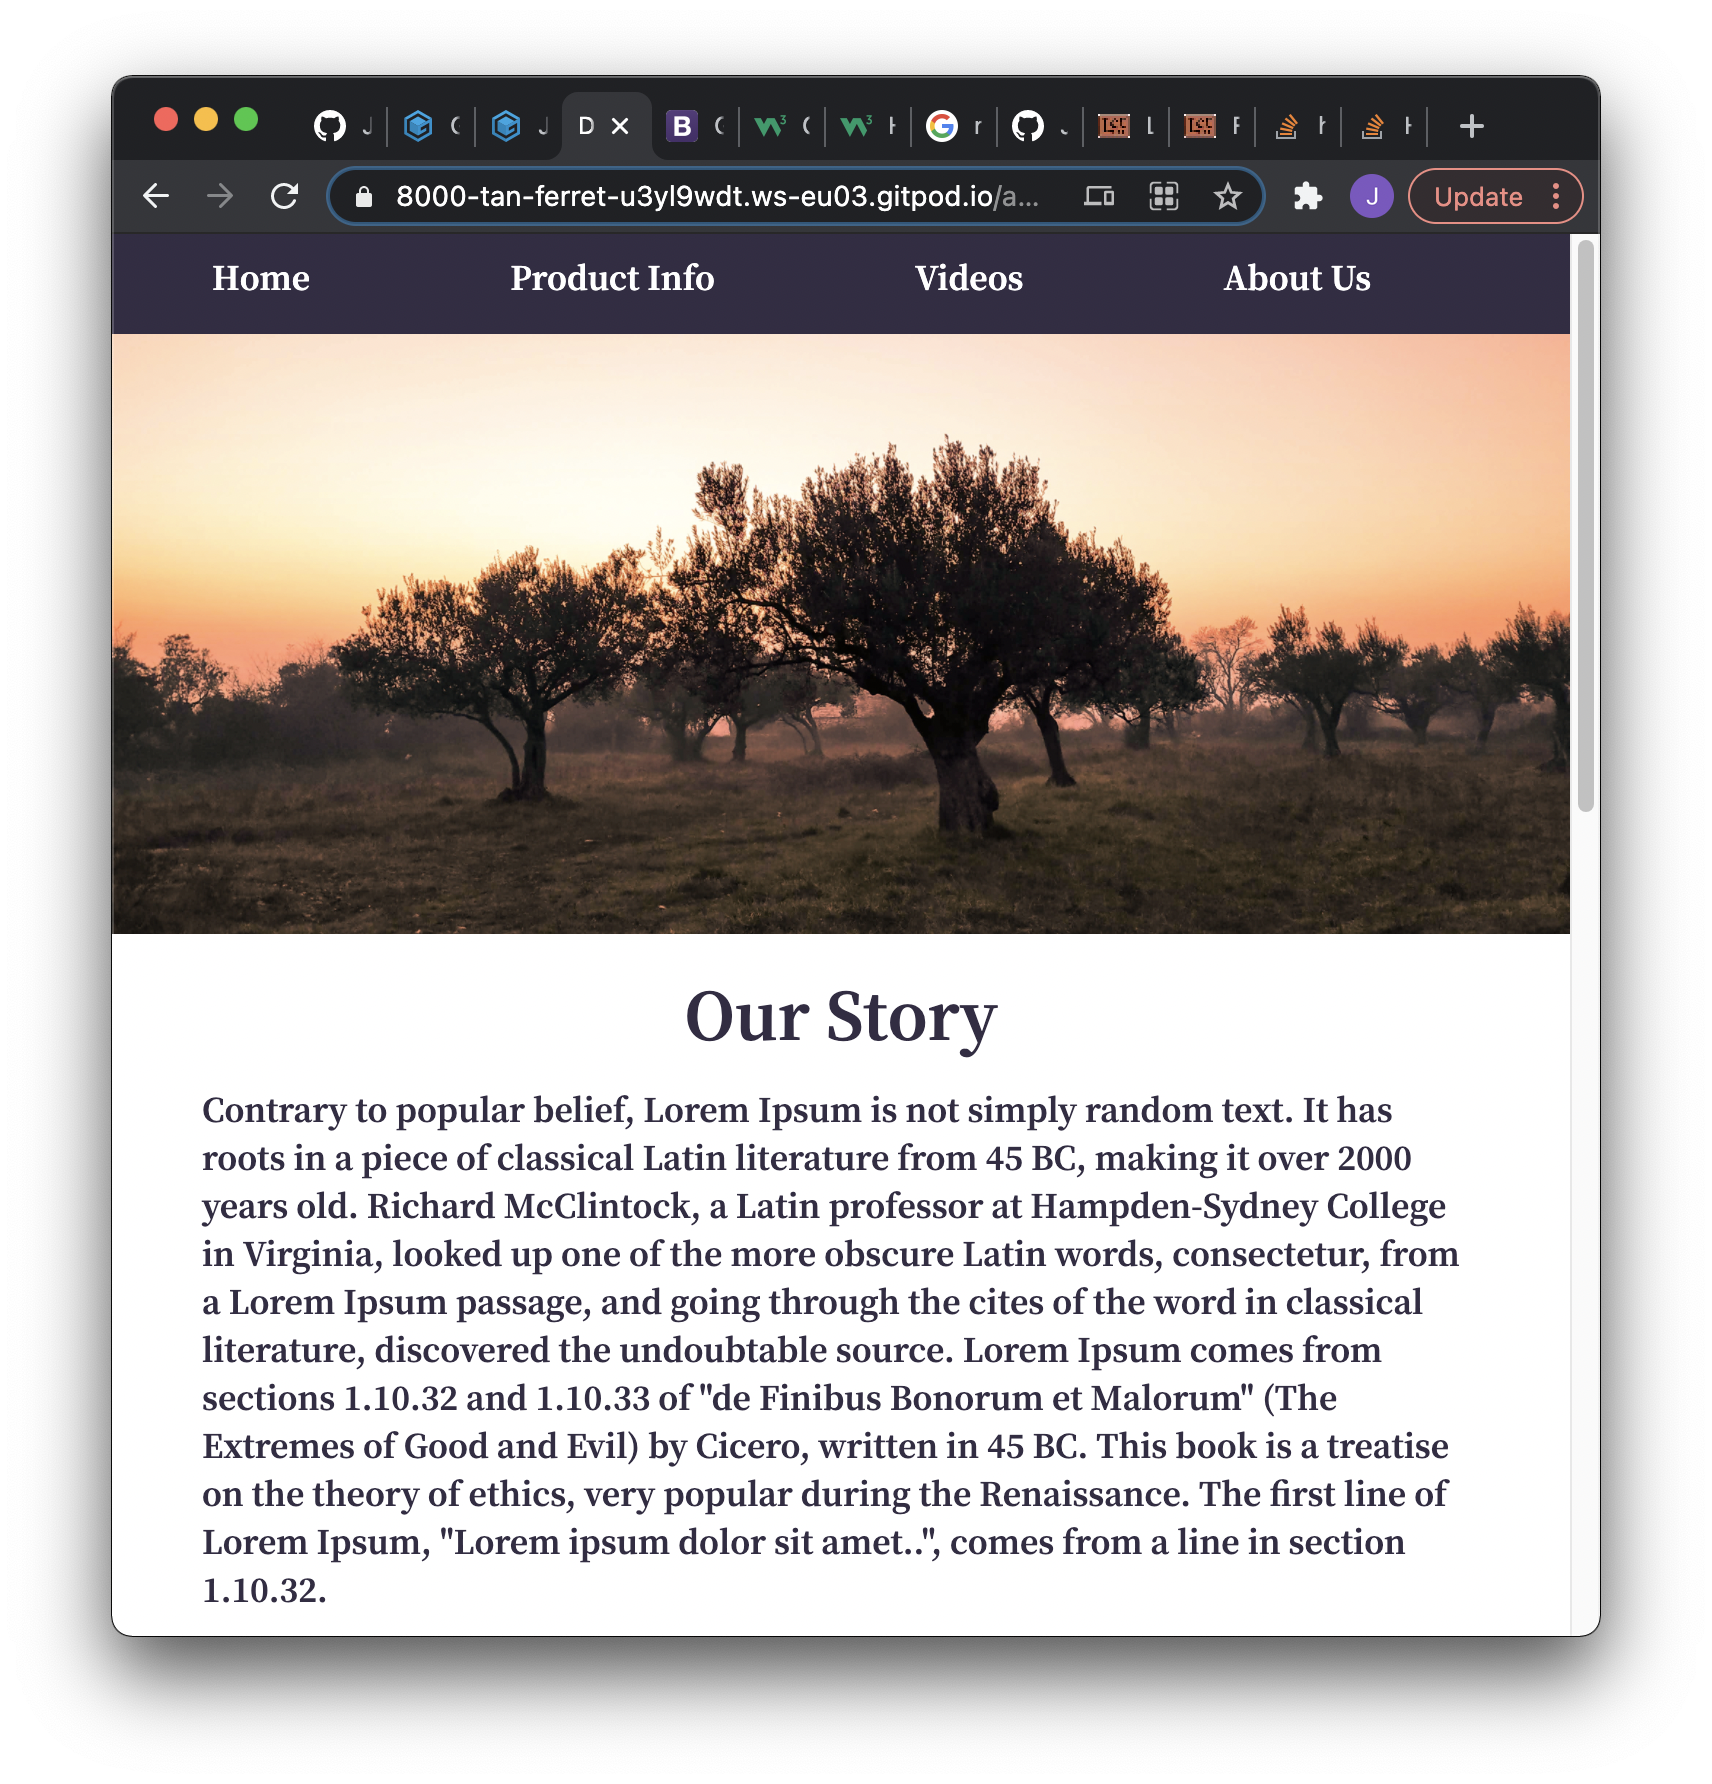 D
B
8000-tan-ferret-u3yl9wdt.ws-eu03.gitpod.io/a...
J
Update
Home Product Info Videos About Us
Our Story
Contrary to popular belief, Lorem Ipsum is not simply random text. It has
roots in a piece of classical Latin literature from 45 BC, making it over 2000
years old. Richard McClintock, a Latin professor at Hampden-Sydney College
in Virginia, looked up one of the more obscure Latin words, consectetur, from
a Lorem Ipsum passage, and going through the cites of the word in classical
literature, discovered the undoubtable source. Lorem Ipsum comes from
sections 1.10.32 and 1.10.33 of "de Finibus Bonorum et Malorum" (The
Extremes of Good and Evil) by Cicero, written in 45 BC. This book is a treatise
on the theory of ethics, very popular during the Renaissance. The first line of
Lorem Ipsum, "Lorem ipsum dolor sit amet..", comes from a line in section
1.10.32.